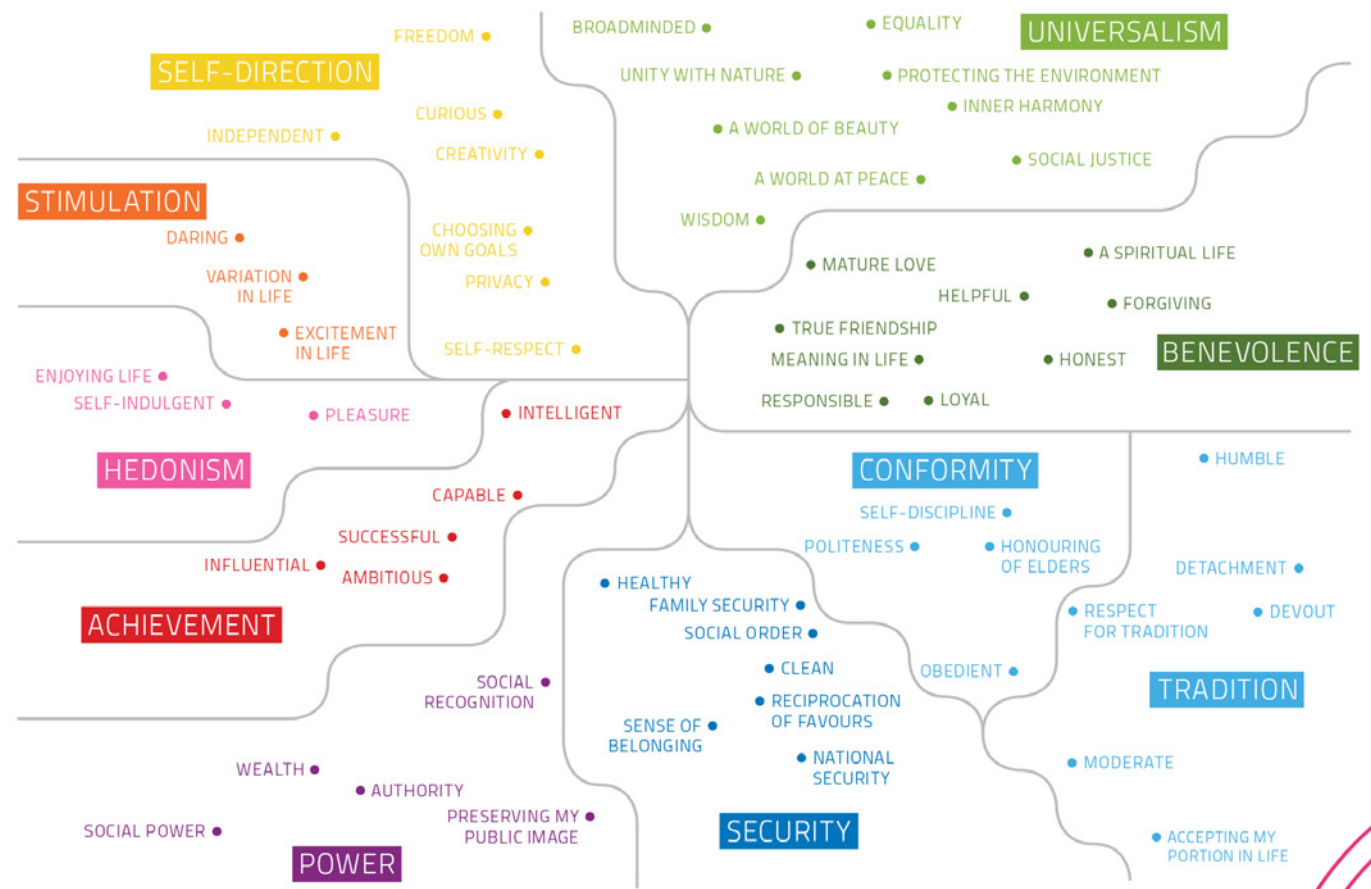 SELF-DIRECTION
FREEDOM
CURIOUS
INDEPENDENT
CREATIVITY
CHOOSING
OWN GOALS
PRIVACY
SELF-RESPECT
UNIVERSALISM
BROADMINDED
EQUALITY
UNITY WITH NATURE
PROTECTING THE ENVIRONMENT
INNER HARMONY
A WORLD OF BEAUTY
SOCIAL JUSTICE
A WORLD AT PEACE
WISDOM
STIMULATION
DARING
VARIATION
IN LIFE
EXCITEMENT
IN LIFE
MATURE LOVE
A SPIRITUAL LIFE
HELPFUL
FORGIVING
TRUE FRIENDSHIP
MEANING IN LIFE
HONEST
BENEVOLENCE
RESPONSIBLE
LOYAL
ENJOYING LIFE
SELF-INDULGENT
PLEASURE
HEDONISM
INTELLIGENT
CAPABLE
SUCCESSFUL
INFLUENTIAL
AMBITIOUS
ACHIEVEMENT
CONFORMITY
SELF-DISCIPLINE
POLITENESS
HONOURING
OF ELDERS
OBEDIENT
HUMBLE
DETACHMENT
RESPECT
FOR TRADITION
DEVOUT
TRADITION
MODERATE
ACCEPTING MY
PORTION IN LIFE
HEALTHY
FAMILY SECURITY
SOCIAL ORDER
CLEAN
RECIPROCATION
OF FAVOURS
SENSE OF
BELONGING
NATIONAL
SECURITY
SECURITY
SOCIAL
RECOGNITION
WEALTH
AUTHORITY
PRESERVING MY
PUBLIC IMAGE
SOCIAL POWER
POWER